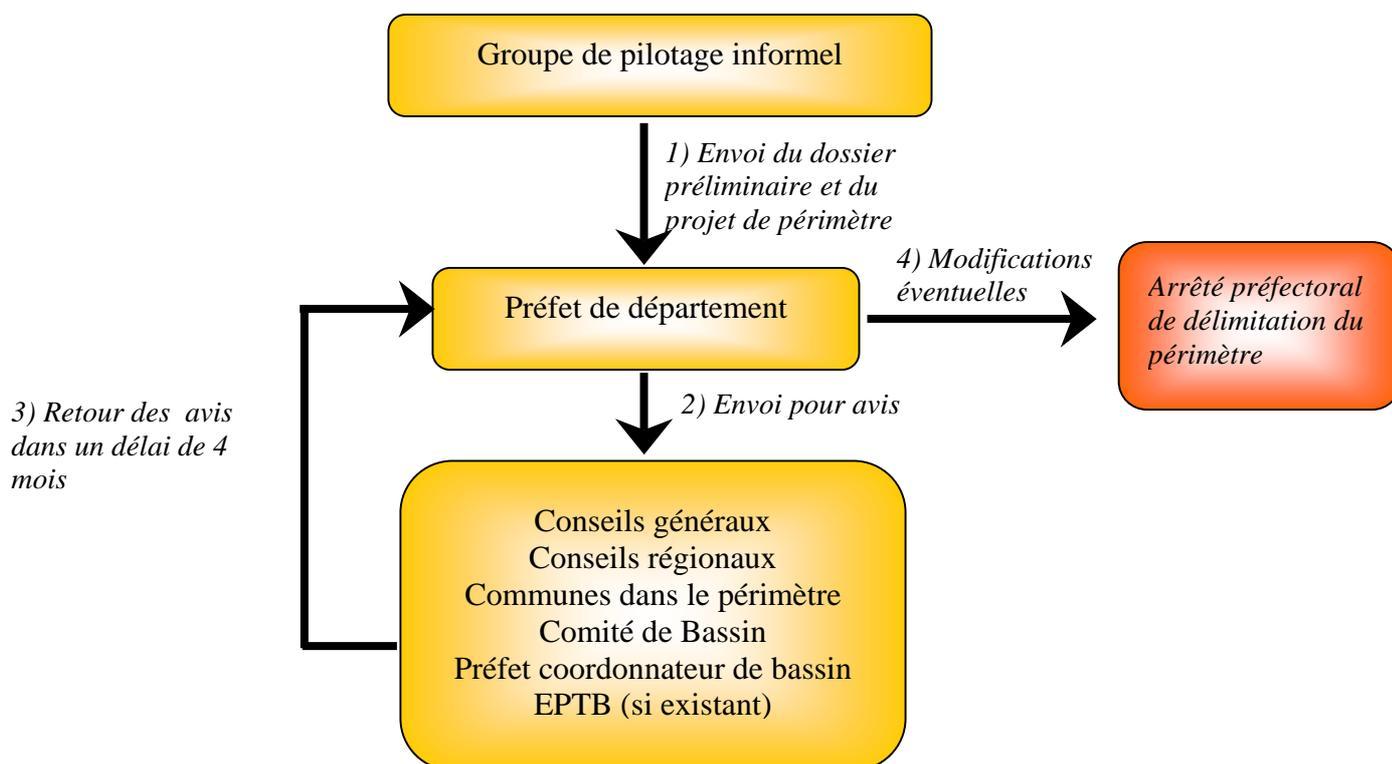 Groupe de pilotage informel
1) Envoi du dossier
préliminaire et du
projet de périmètre
Préfet de département
4) Modifications
éventuelles
Arrêté préfectoral
de délimitation du
périmètre
2) Envoi pour avis
3) Retour des  avis
dans un délai de 4
mois
Conseils généraux
Conseils régionaux
Communes dans le périmètre
Comité de Bassin
Préfet coordonnateur de bassin
EPTB (si existant)